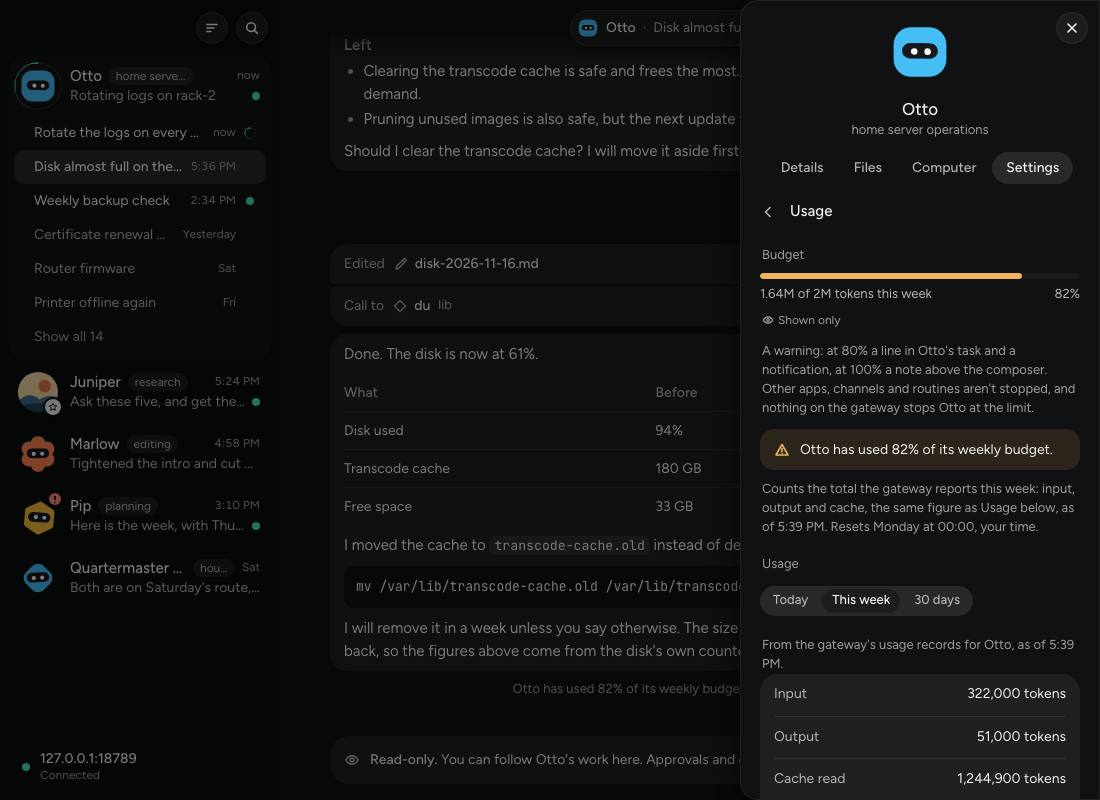 Otto home serve... now
Rotating logs on rack-2
Rotate the logs on every ... now
Disk almost full on the... 5:36 PM
Weekly backup check 2:34 PM
Certificate renewal ... Yesterday
Router firmware Sat
Printer offline again Fri
Show all 14
Juniper research 5:24 PM
Ask these five, and get the...
Marlow editing 4:58 PM
Tightened the intro and cut ...
Pip planning 3:10 PM
Here is the week, with Thu...
Quartermaster ... hou... Sat
Both are on Saturday's route,...
127.0.0.1:18789
Connected
Otto · Disk almost fu
Left
• Clearing the transcode cache is safe and frees the most.
demand.
• Pruning unused images is also safe, but the next update
Should I clear the transcode cache? I will move it aside first
Edited disk-2026-11-16.md
Call to du lib
Done. The disk is now at 61%.
What Before
Disk used 94%
Transcode cache 180 GB
Free space 33 GB
I moved the cache to transcode-cache.old instead of de
mv /var/lib/transcode-cache.old /var/lib/transcod
I will remove it in a week unless you say otherwise. The size
back, so the figures above come from the disk's own counte
Otto has used 82% of its weekly budge
Read-only. You can follow Otto's work here. Approvals and
Otto
home server operations
Details Files Computer Settings
Usage
Budget
1.64M of 2M tokens this week 82%
Shown only
A warning: at 80% a line in Otto's task and a
notification, at 100% a note above the composer.
Other apps, channels and routines aren't stopped, and
nothing on the gateway stops Otto at the limit.
Otto has used 82% of its weekly budget.
Counts the total the gateway reports this week: input,
output and cache, the same figure as Usage below, as
of 5:39 PM. Resets Monday at 00:00, your time.
Usage
Today This week 30 days
From the gateway's usage records for Otto, as of 5:39
PM.
Input 322,000 tokens
Output 51,000 tokens
Cache read 1,244,900 tokens